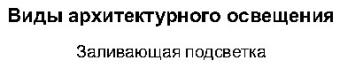 Виды архитектурного освещения
Заливающая подсветка